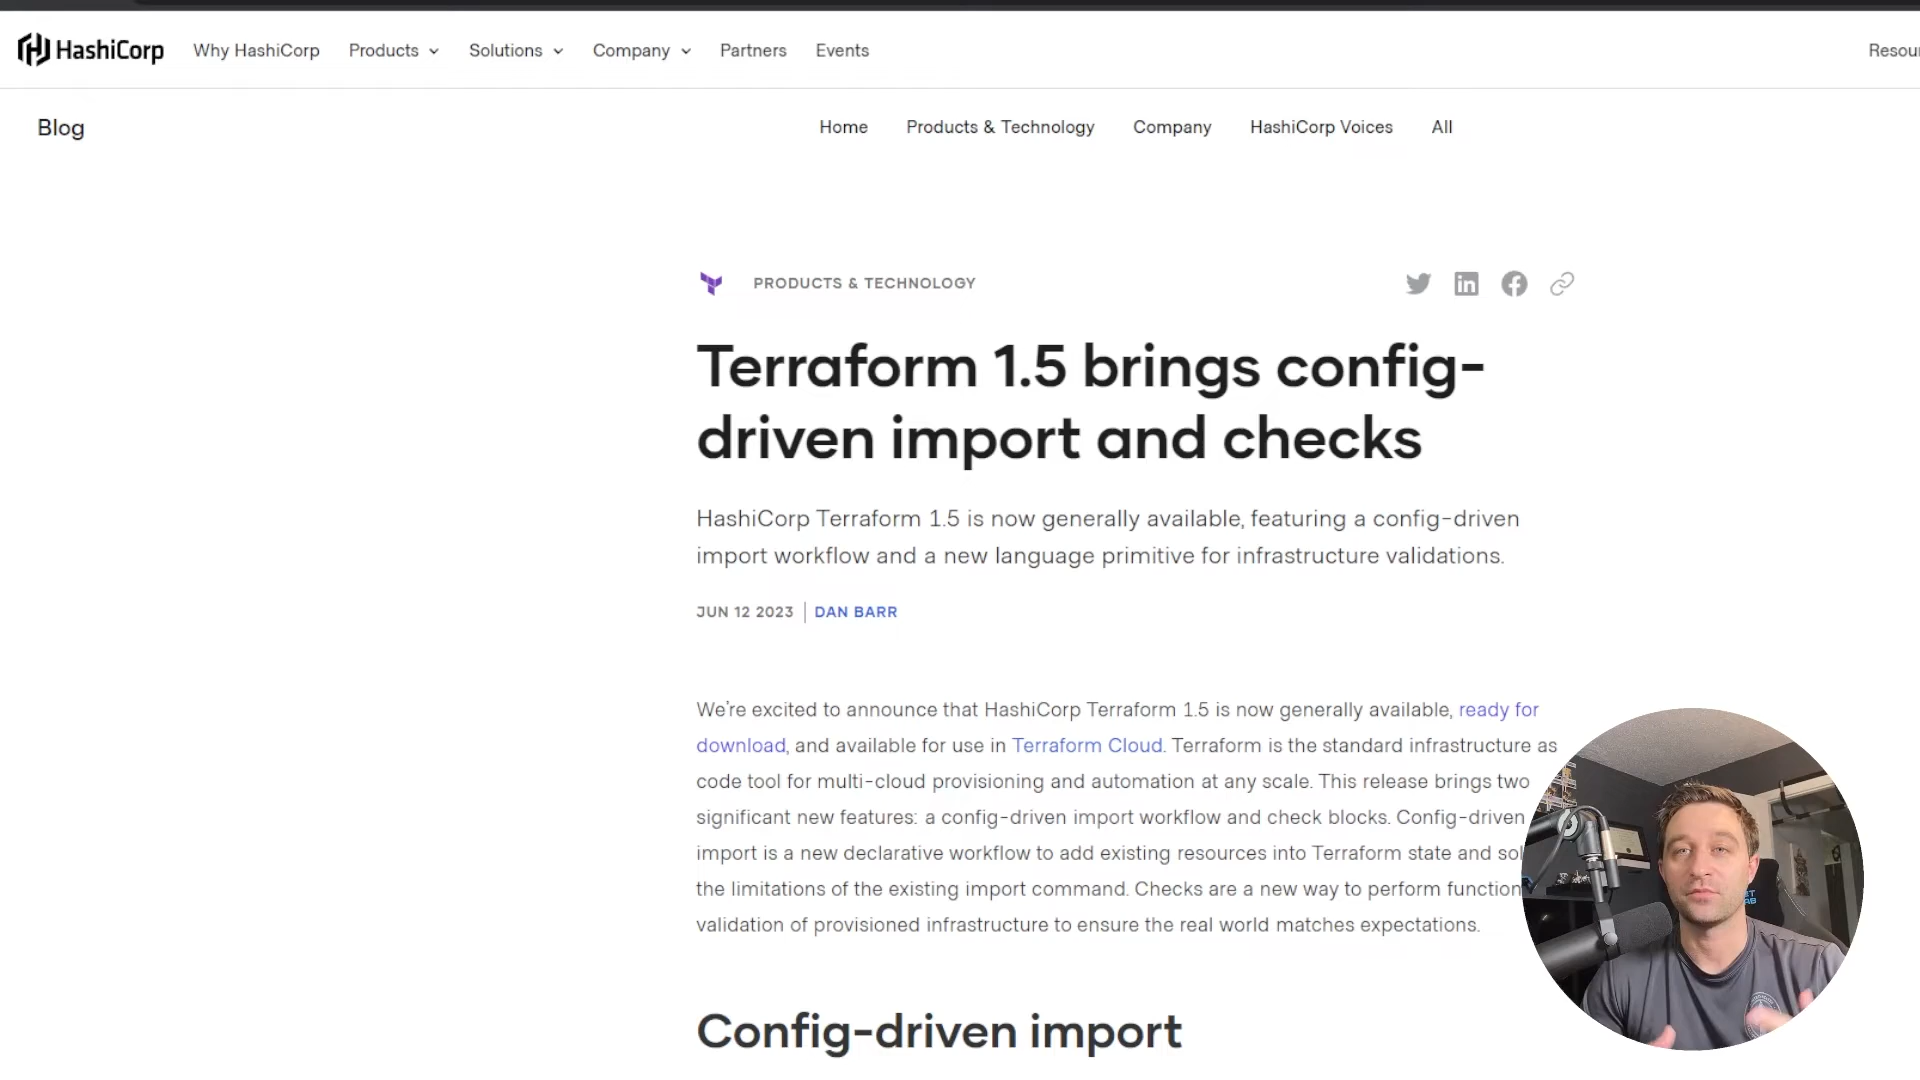 HashiCorp Why HashiCorp Products Solutions Company Partners Events
Blog Home Products & Technology Company HashiCorp Voices All
PRODUCTS & TECHNOLOGY
Terraform 1.5 brings config-
driven import and checks
HashiCorp Terraform 1.5 is now generally available, featuring a config-driven
import workflow and a new language primitive for infrastructure validations.
JUN 12 2023 | DAN BARR
We're excited to announce that HashiCorp Terraform 1.5 is now generally available, ready for
download, and available for use in Terraform Cloud. Terraform is the standard infrastructure as
code tool for multi-cloud provisioning and automation at any scale. This release brings two
significant new features: a config-driven import workflow and check blocks. Config-driven
import is a new declarative workflow to add existing resources into Terraform state and
the limitations of the existing import command. Checks are a new way to perform function
validation of provisioned infrastructure to ensure the real world matches expectations.
Config-driven import